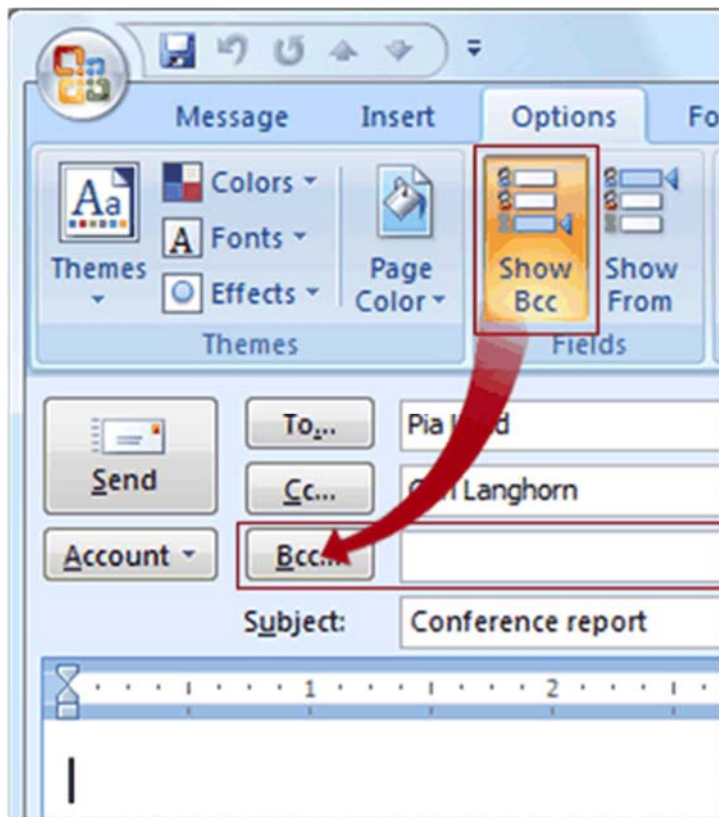 Message Insert Options Fo
Aa
Colors
A Fonts
Effects
Themes
Page
Color
Show
Bcc
Show
From
Themes
Fields
To... Pia
Send
Cc... Langhorn
Account
Bcc...
Subject: Conference report
1 2